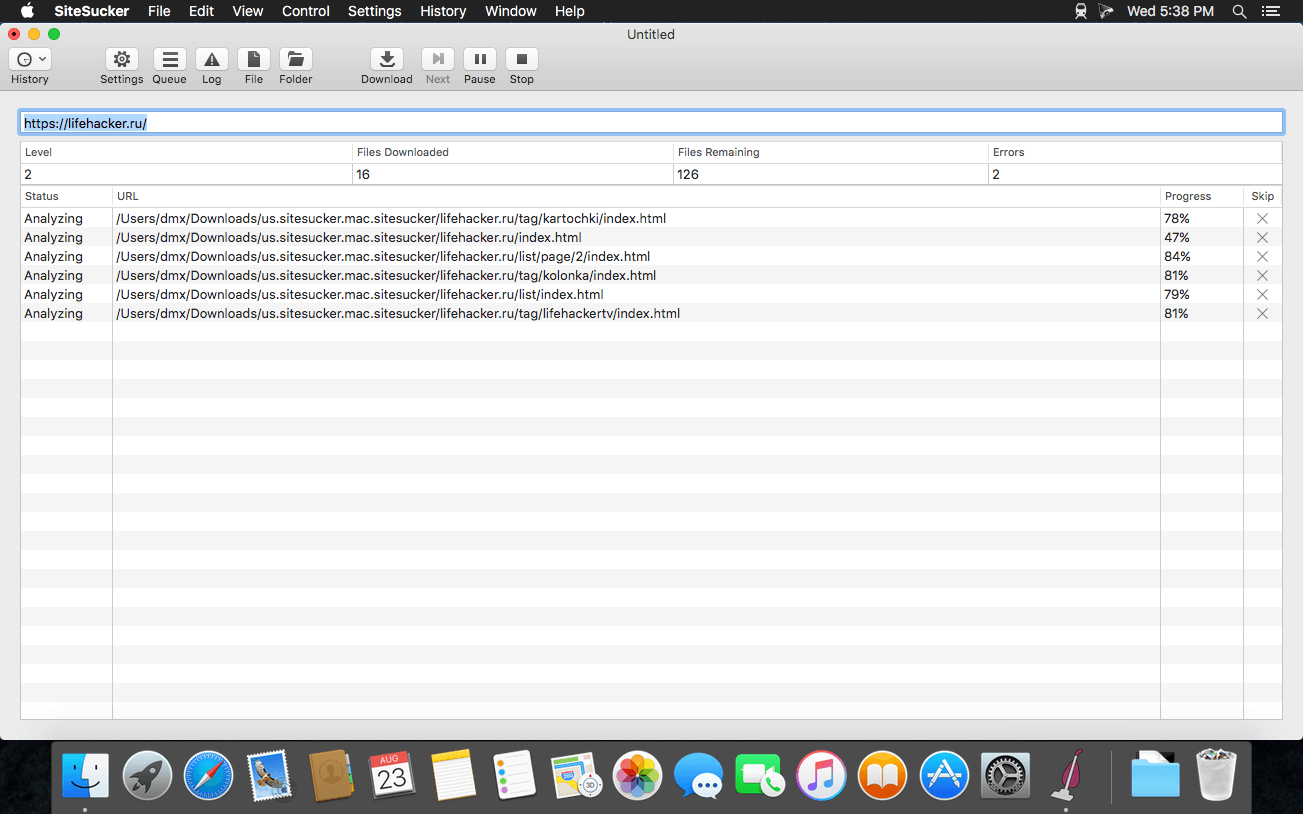 SiteSucker File Edit View Control Settings History Window Help Wed 5:38 PM
Untitled
History Settings Queue Log File Folder Download Next Pause Stop
https://lifehacker.ru/
Level Files Downloaded Files Remaining Errors
2 16 126 2
Status URL Progress Skip
Analyzing /Users/dmx/Downloads/us.sitesucker.mac.sitesucker/lifehacker.ru/tag/kartochki/index.html 78%
Analyzing /Users/dmx/Downloads/us.sitesucker.mac.sitesucker/lifehacker.ru/index.html 47%
Analyzing /Users/dmx/Downloads/us.sitesucker.mac.sitesucker/lifehacker.ru/list/page/2/index.html 84%
Analyzing /Users/dmx/Downloads/us.sitesucker.mac.sitesucker/lifehacker.ru/tag/kolonka/index.html 81%
Analyzing /Users/dmx/Downloads/us.sitesucker.mac.sitesucker/lifehacker.ru/list/index.html 79%
Analyzing /Users/dmx/Downloads/us.sitesucker.mac.sitesucker/lifehacker.ru/tag/lifehackertv/index.html 81%
AUG
23
280
3D